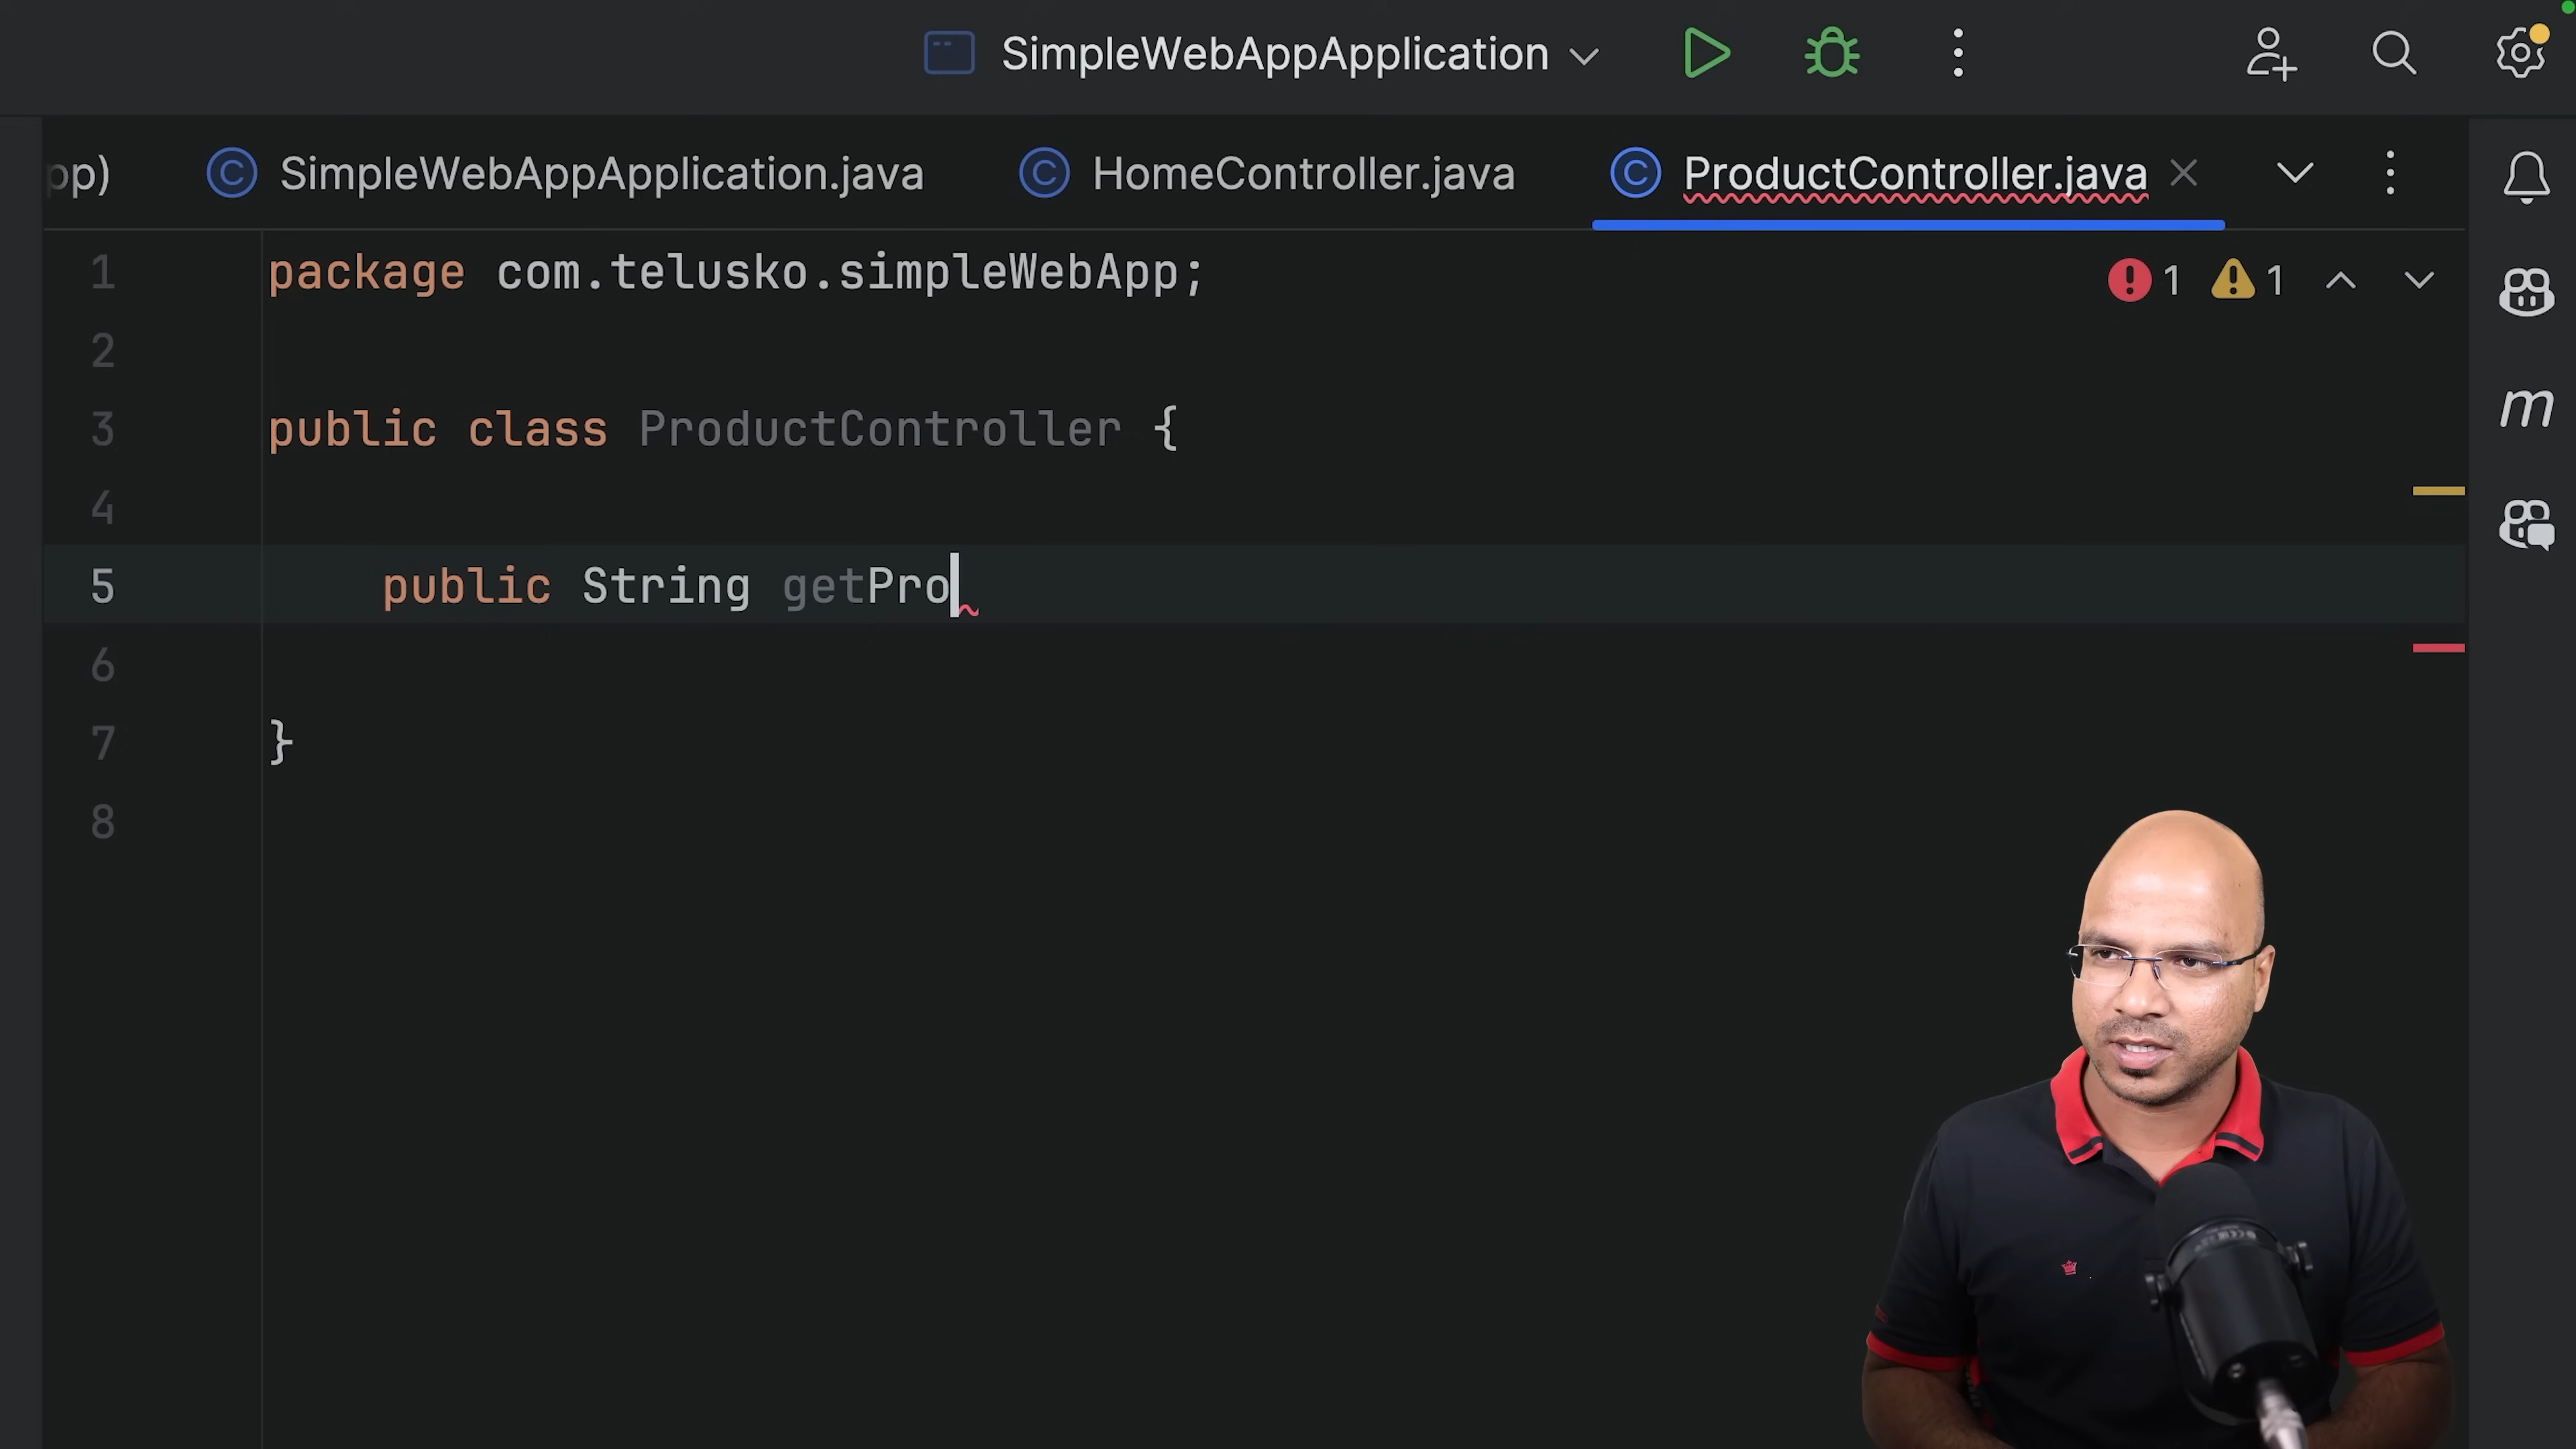 SimpleWebAppApplication
pp) SimpleWebAppApplication.java HomeController.java ProductController.java
1 package com.telusko.simpleWebApp; 1 1
2
3 public class ProductController {
4
5 public String getPro
6
7 }
8